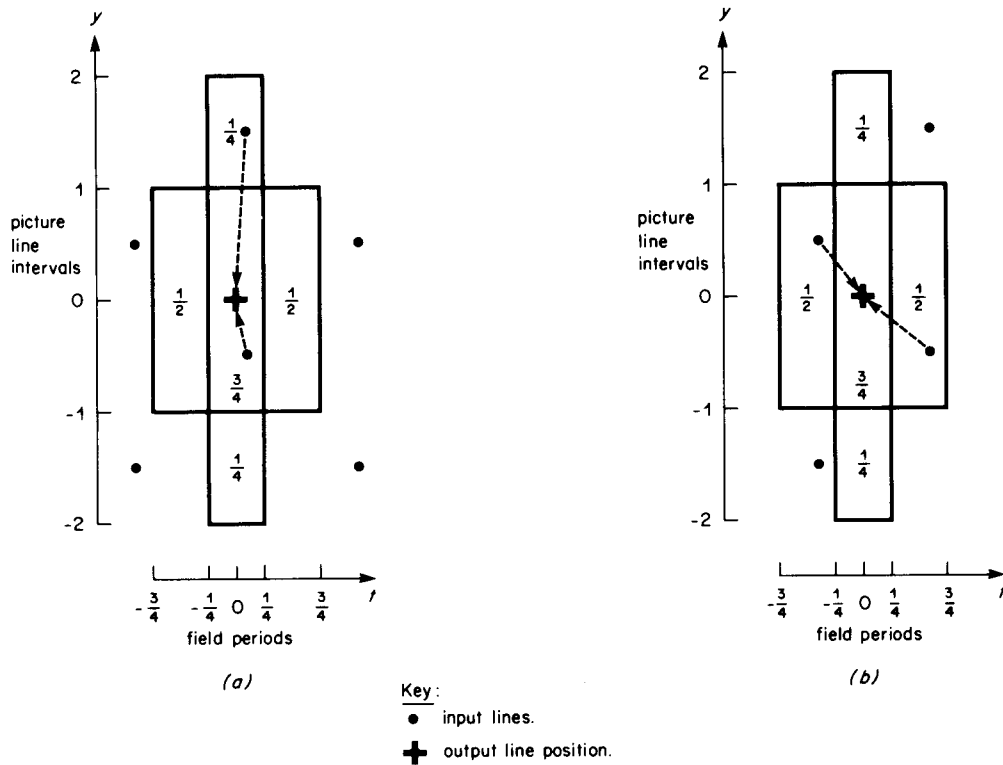 y
2
1/4
1
picture
line
intervals
0
1/2
1/2
3/4
-1
1/4
-2
-3/4 -1/4 0 1/4 3/4 t
field periods
(a)
y
2
1/4
1
picture
line
intervals
0
1/2
1/2
3/4
-1
1/4
-2
-3/4 -1/4 0 1/4 3/4 t
field periods
(b)
Key:
input lines.
output line position.